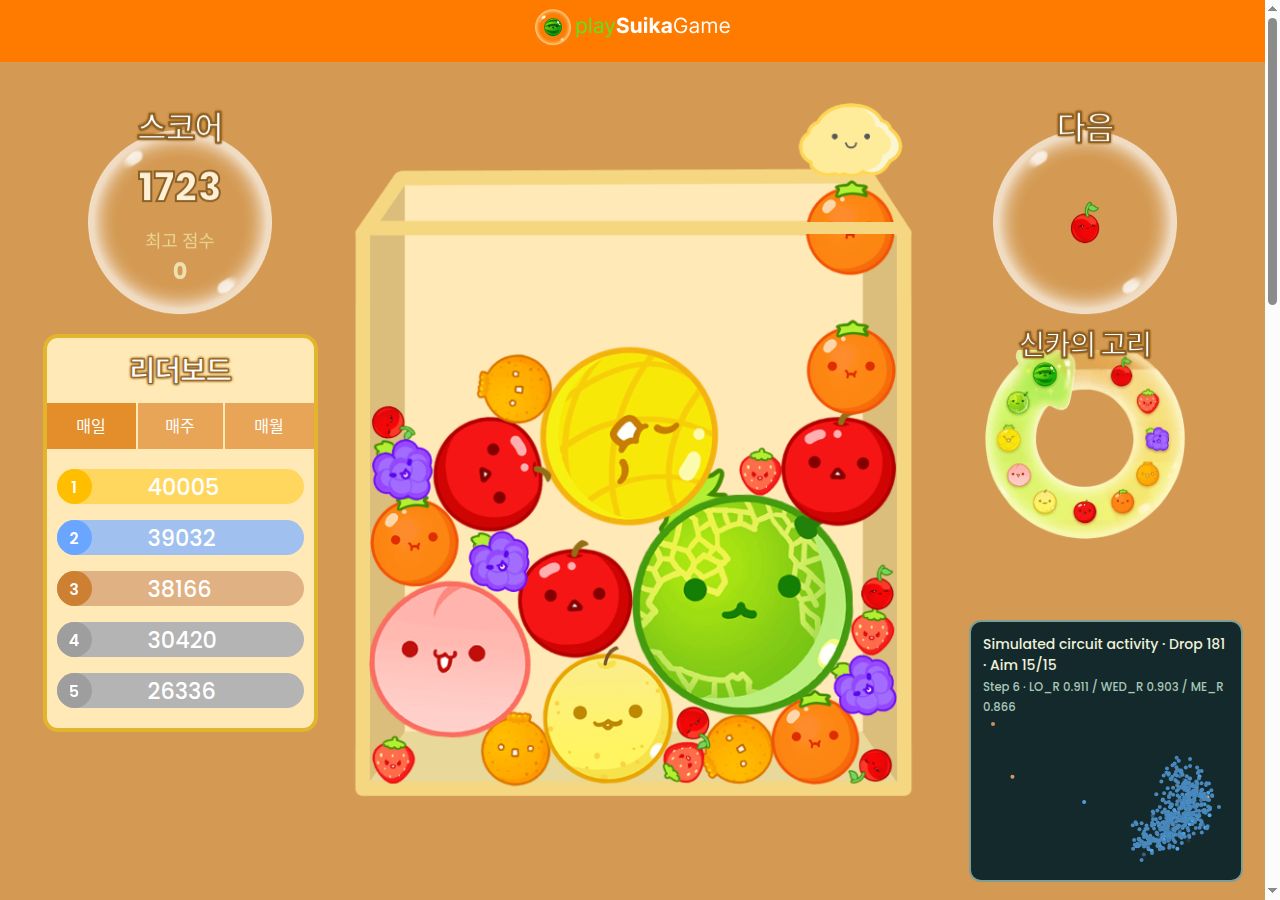 playSuikaGame
스코어
1723
최고 점수
0
리더보드
매일 매주 매월
1 40005
2 39032
3 38166
4 30420
5 26336
다음
신카의 고리
Simulated circuit activity · Drop 181
· Aim 15/15
Step 6 · LO_R 0.911 / WED_R 0.903 / ME_R
0.866